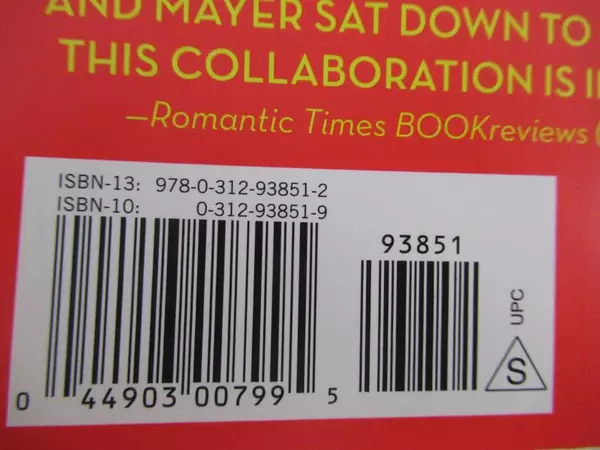 AND MAYER SAT DOWN TO
THIS COLLABORATION IS
—Romantic Times BOOKreviews (
ISBN-13: 978-0-312-93851-2
ISBN-10: 0-312-93851-9
93851
UPC
S
0 44903 00799 5